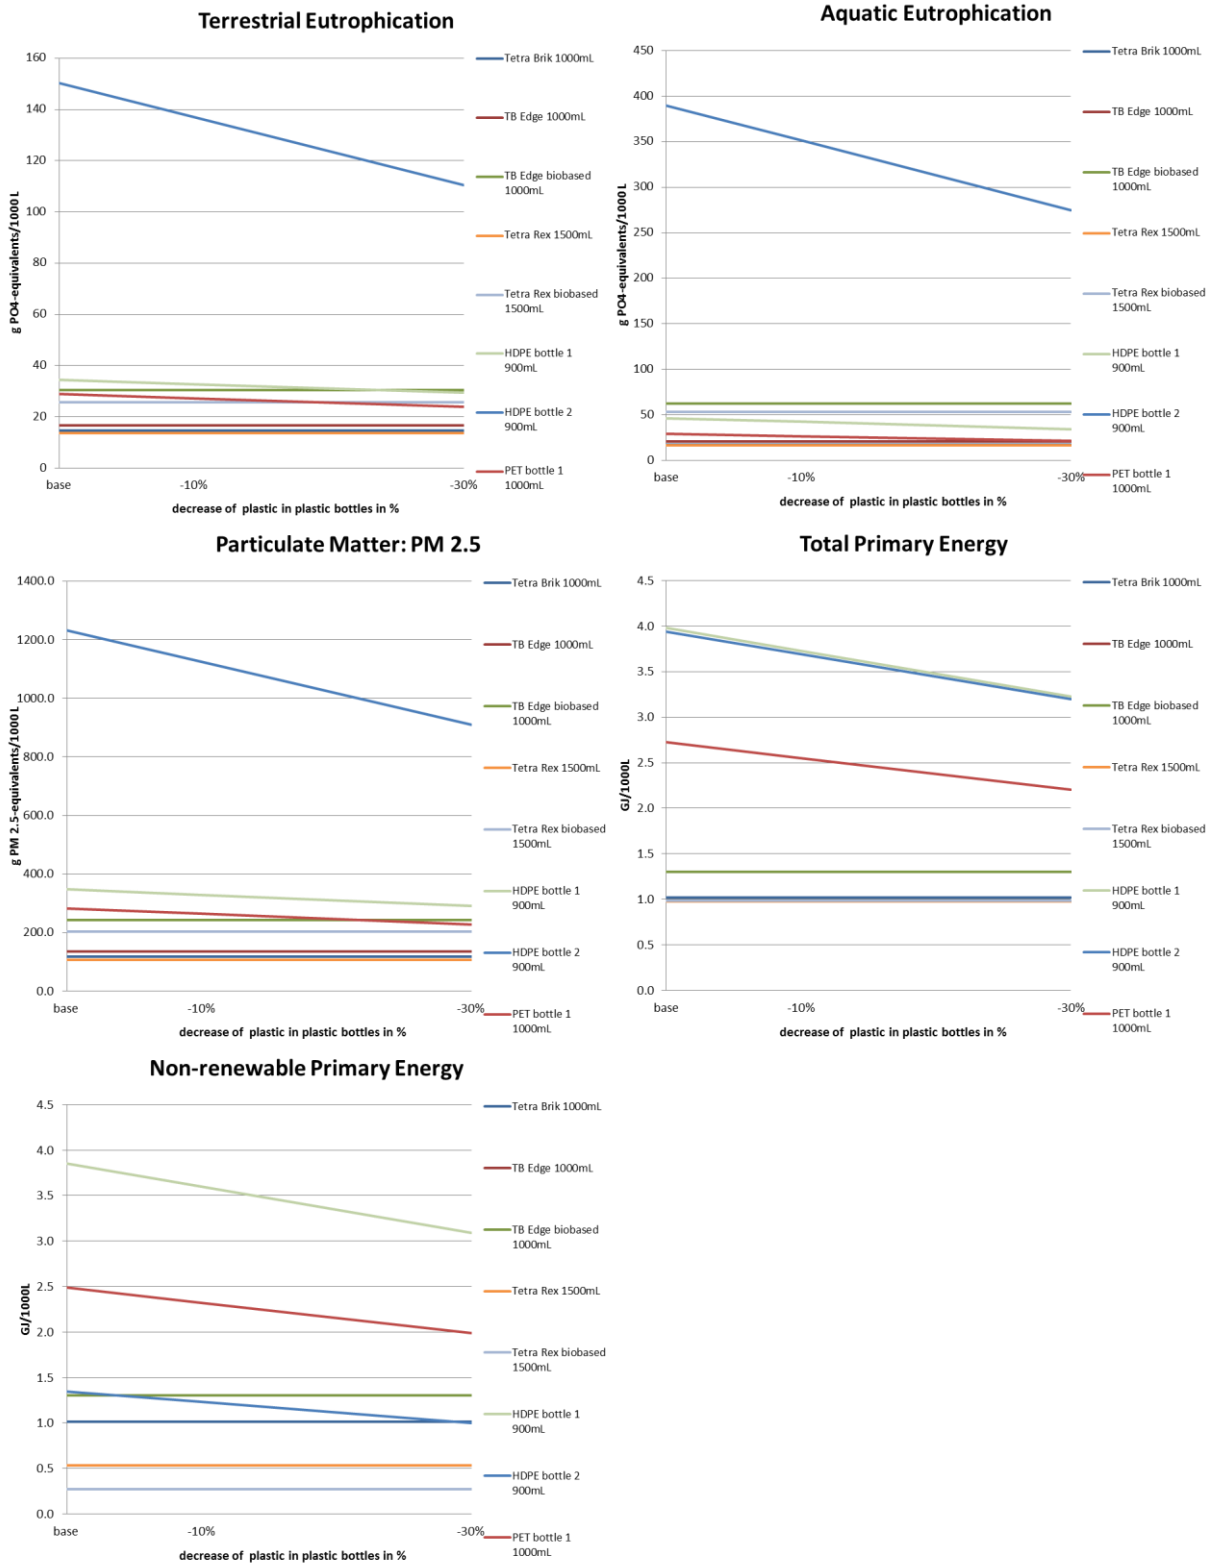 Terrestrial Eutrophication
160
140
120
100
80
60
40
20
0
g PO4-equivalents/1000 L
base
-10%
-30%
decrease of plastic in plastic bottles in %
Tetra Brik 1000mL
TB Edge 1000mL
TB Edge biobased
1000mL
Tetra Rex 1500mL
Tetra Rex biobased
1500mL
HDPE bottle 1
900mL
HDPE bottle 2
900mL
PET bottle 1
1000mL
Aquatic Eutrophication
450
400
350
300
250
200
150
100
50
0
g PO4-equivalents/1000 L
base
-10%
-30%
decrease of plastic in plastic bottles in %
Tetra Brik 1000mL
TB Edge 1000mL
TB Edge biobased
1000mL
Tetra Rex 1500mL
Tetra Rex biobased
1500mL
HDPE bottle 1
900mL
HDPE bottle 2
900mL
PET bottle 1
1000mL
Particulate Matter: PM 2.5
1400.0
1200.0
1000.0
800.0
600.0
400.0
200.0
0.0
g PM 2.5-equivalents/1000 L
base
-10%
-30%
decrease of plastic in plastic bottles in %
Tetra Brik 1000mL
TB Edge 1000mL
TB Edge biobased
1000mL
Tetra Rex 1500mL
Tetra Rex biobased
1500mL
HDPE bottle 1
900mL
HDPE bottle 2
900mL
PET bottle 1
1000mL
Total Primary Energy
4.5
4.0
3.5
3.0
2.5
2.0
1.5
1.0
0.5
0.0
GJ/1000L
base
-10%
-30%
decrease of plastic in plastic bottles in %
Tetra Brik 1000mL
TB Edge 1000mL
TB Edge biobased
1000mL
Tetra Rex 1500mL
Tetra Rex biobased
1500mL
HDPE bottle 1
900mL
HDPE bottle 2
900mL
PET bottle 1
1000mL
Non-renewable Primary Energy
4.5
4.0
3.5
3.0
2.5
2.0
1.5
1.0
0.5
0.0
GJ/1000L
base
-10%
-30%
decrease of plastic in plastic bottles in %
Tetra Brik 1000mL
TB Edge 1000mL
TB Edge biobased
1000mL
Tetra Rex 1500mL
Tetra Rex biobased
1500mL
HDPE bottle 1
900mL
HDPE bottle 2
900mL
PET bottle 1
1000mL